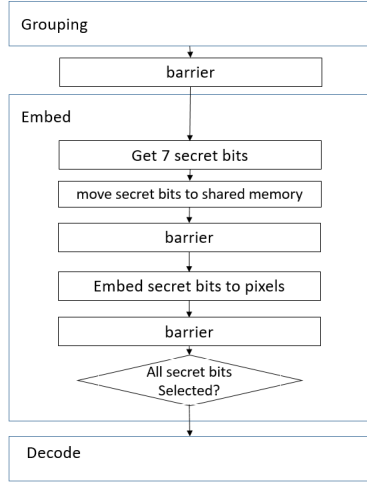 Grouping
barrier
Embed
Get 7 secret bits
move secret bits to shared memory
barrier
Embed secret bits to pixels
barrier
All secret bits
Selected?
Decode